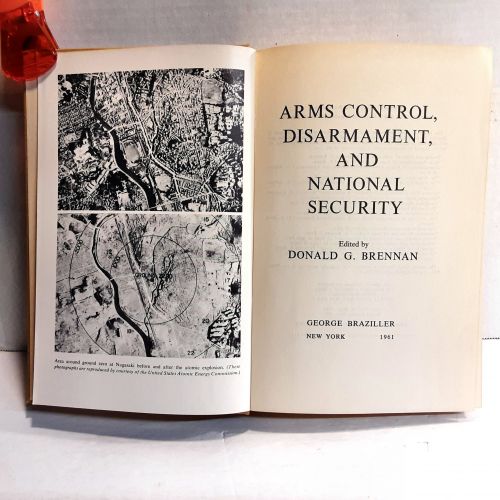 Area around ground zero at Nagasaki before and after the atomic explosion. (These
photographs are reproduced by courtesy of the United States Atomic Energy Commission.)
ARMS CONTROL,
DISARMAMENT,
AND
NATIONAL
SECURITY
Edited by
DONALD G. BRENNAN
GEORGE BRAZILLER
NEW YORK 1961